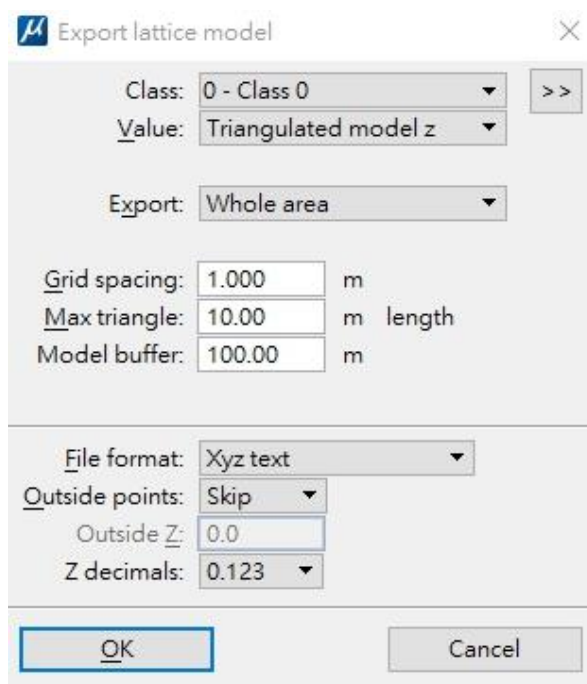 Export lattice model
Class: 0 - Class 0 >>
Value: Triangulated model z
Export: Whole area
Grid spacing: 1.000 m
Max triangle: 10.00 m length
Model buffer: 100.00 m
File format: Xyz text
Outside points: Skip
Outside Z: 0.0
Z decimals: 0.123
OK Cancel